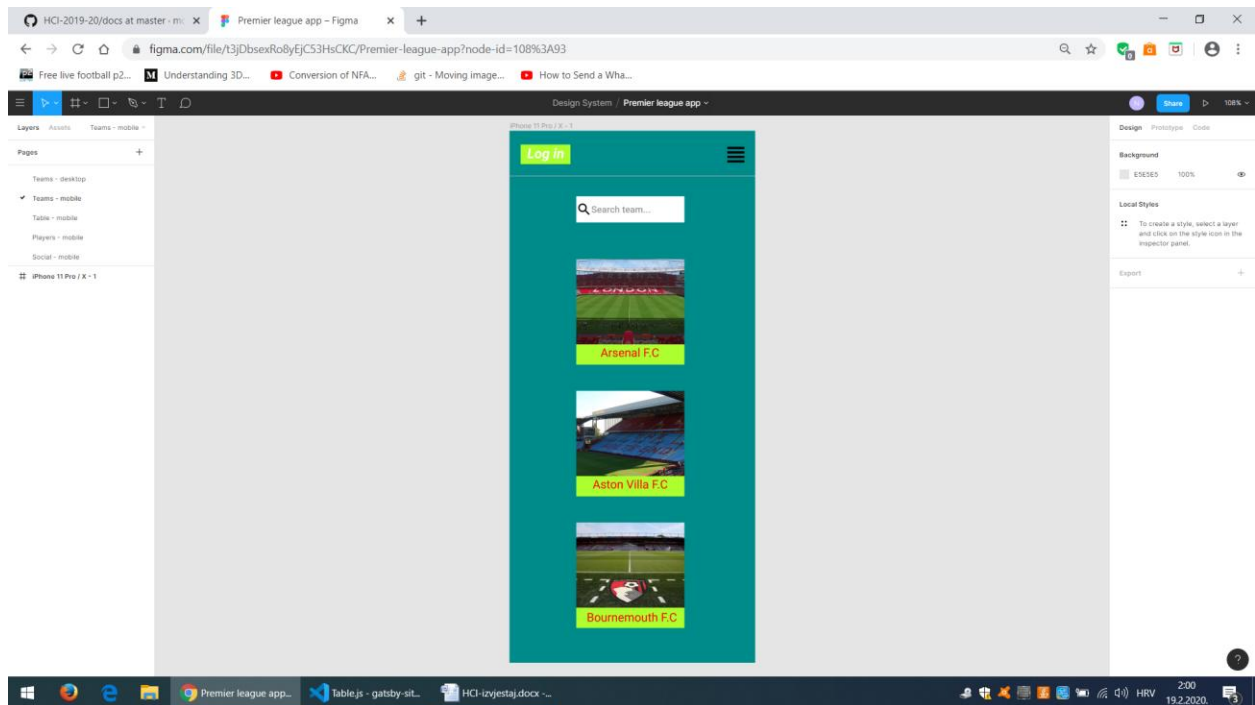 HCI-2019-20/docs at master · mo
Premier league app – Figma
figma.com/file/t3jDbsexRo8yEjC53HsCKC/Premier-league-app?node-id=108%3A93
Free live football p2...
Understanding 3D...
Conversion of NFA...
git - Moving image...
How to Send a Wha...
Design System / Premier league app
Share
108%
Layers
Assets
Teams - mobile
Pages
Teams - desktop
Teams - mobile
Table - mobile
Players - mobile
Social - mobile
iPhone 11 Pro / X - 1
iPhone 11 Pro / X - 1
Log in
Search team...
LONDON
Arsenal F.C
Aston Villa F.C
Bournemouth F.C
Design
Prototype
Code
Background
E5E5E5
100%
Local Styles
To create a style, select a layer
and click on the style icon in the
inspector panel.
Export
?
Premier league app...
Table.js - gatsby-sit...
HCI-izvjestaj.docx -...
HRV
2:00
19.2.2020.
3